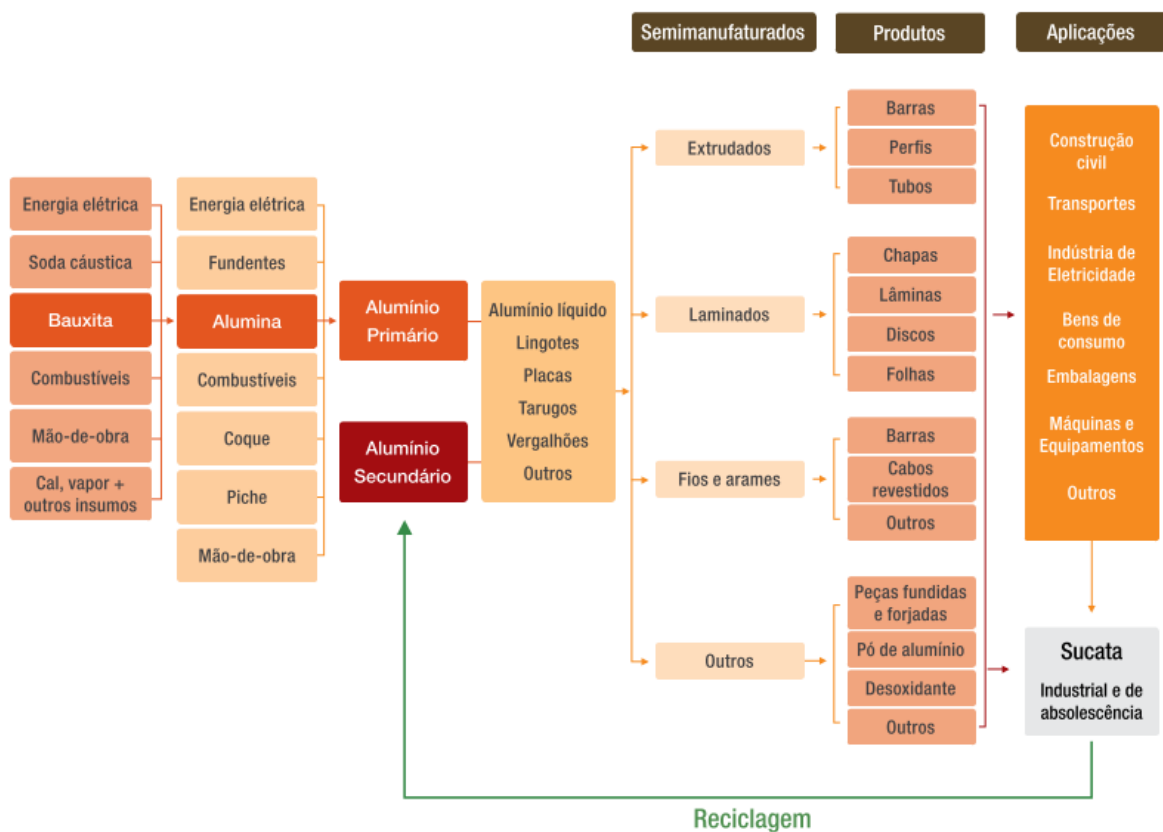 Semimanufaturados
Produtos
Aplicações
Energia elétrica
Soda cáustica
Bauxita
Combustíveis
Mão-de-obra
Cal, vapor +
outros insumos
Energia elétrica
Fundentes
Alumina
Combustíveis
Coque
Piche
Mão-de-obra
Alumínio
Primário
Alumínio
Secundário
Alumínio líquido
Lingotes
Placas
Tarugos
Vergalhões
Outros
Extrudados
Laminados
Fios e arames
Outros
Barras
Perfis
Tubos
Chapas
Lâminas
Discos
Folhas
Barras
Cabos
revestidos
Outros
Peças fundidas
e forjadas
Pó de alumínio
Desoxidante
Outros
Construção
civil
Transportes
Indústria de
Eletricidade
Bens de
consumo
Embalagens
Máquinas e
Equipamentos
Outros
Sucata
Industrial e de
absolescência
Reciclagem